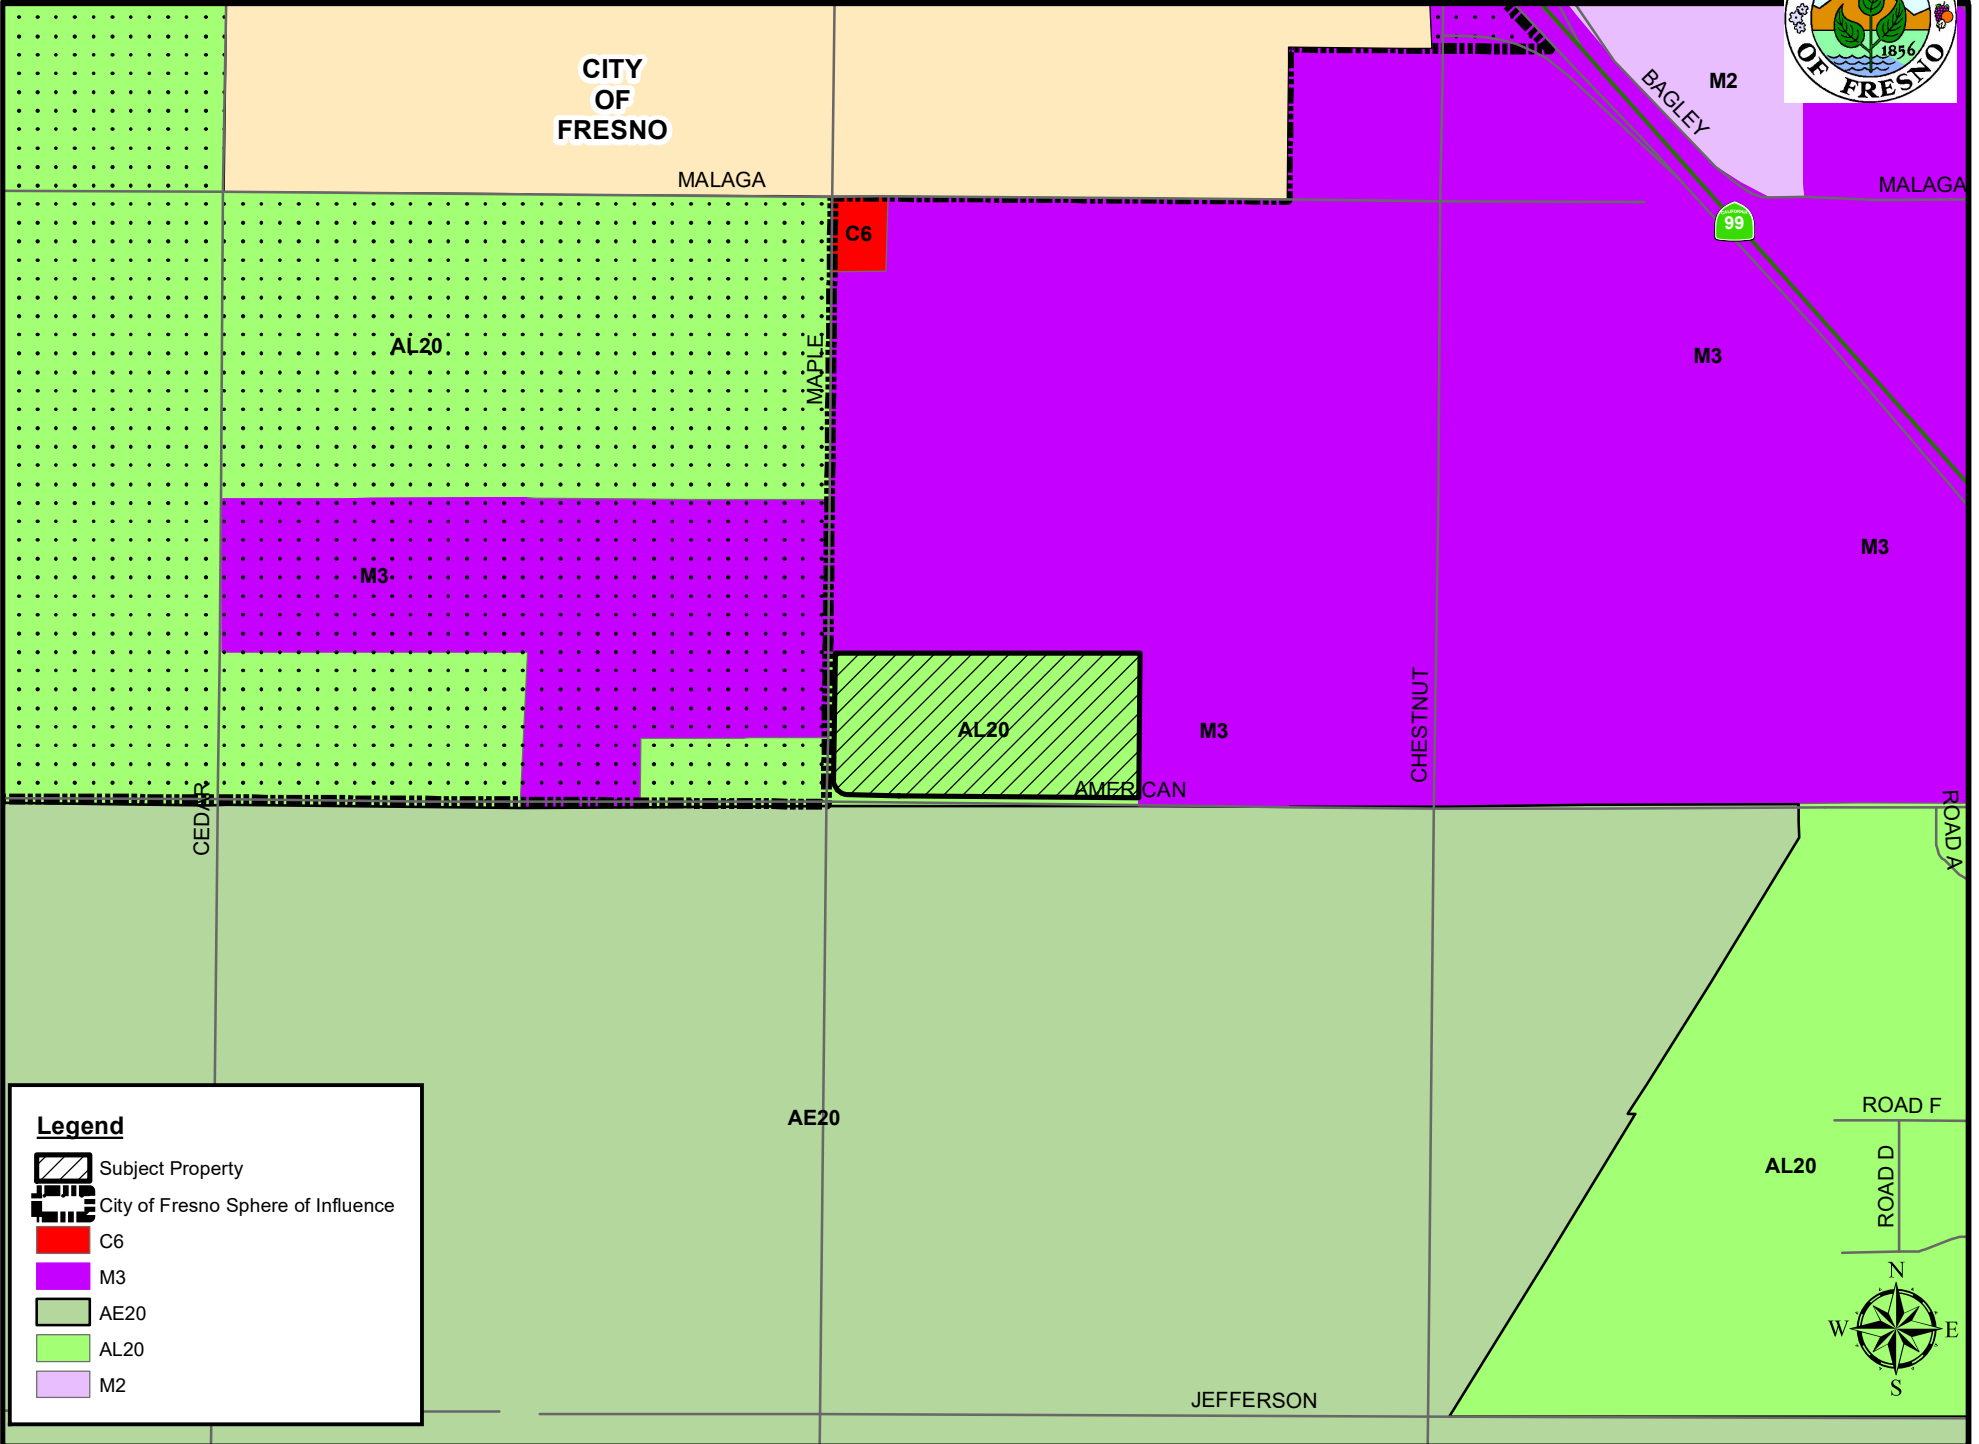 CITY
OF
FRESNO
1856
OF FRESNO
M2
BAGLEY
MALAGA
MALAGA
CALIFORNIA
99
C6
AL20
MAPLE
M3
M3
M3
AL20
M3
CHESTNUT
AMERICAN
CEDAR
ROAD A
AE20
ROAD F
AL20
ROAD D
Legend
Subject Property
City of Fresno Sphere of Influence
C6
M3
AE20
AL20
M2
N
W
E
S
JEFFERSON